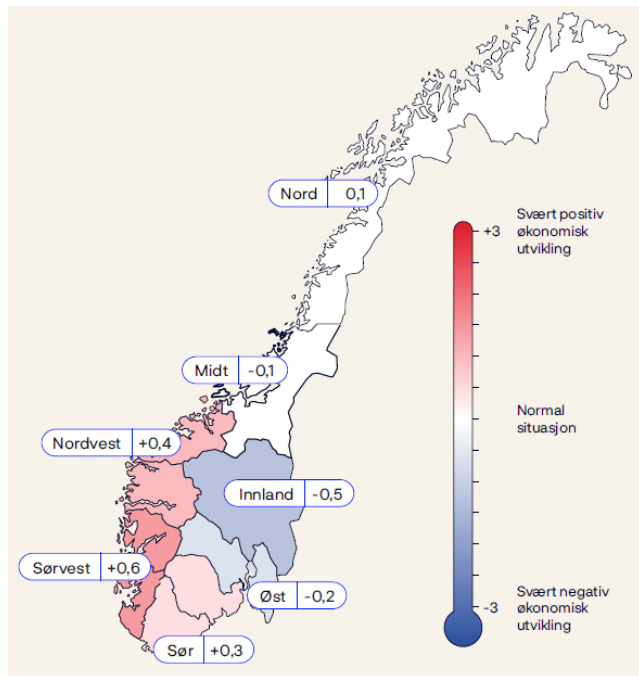 Nord 0,1
Svært positiv
økonomisk
utvikling
+3
Midt -0,1
Nordvest +0,4
Normal
situasjon
Innland -0,5
Sørvest +0,6
Øst -0,2
-3
Svært negativ
økonomisk
utvikling
Sør +0,3